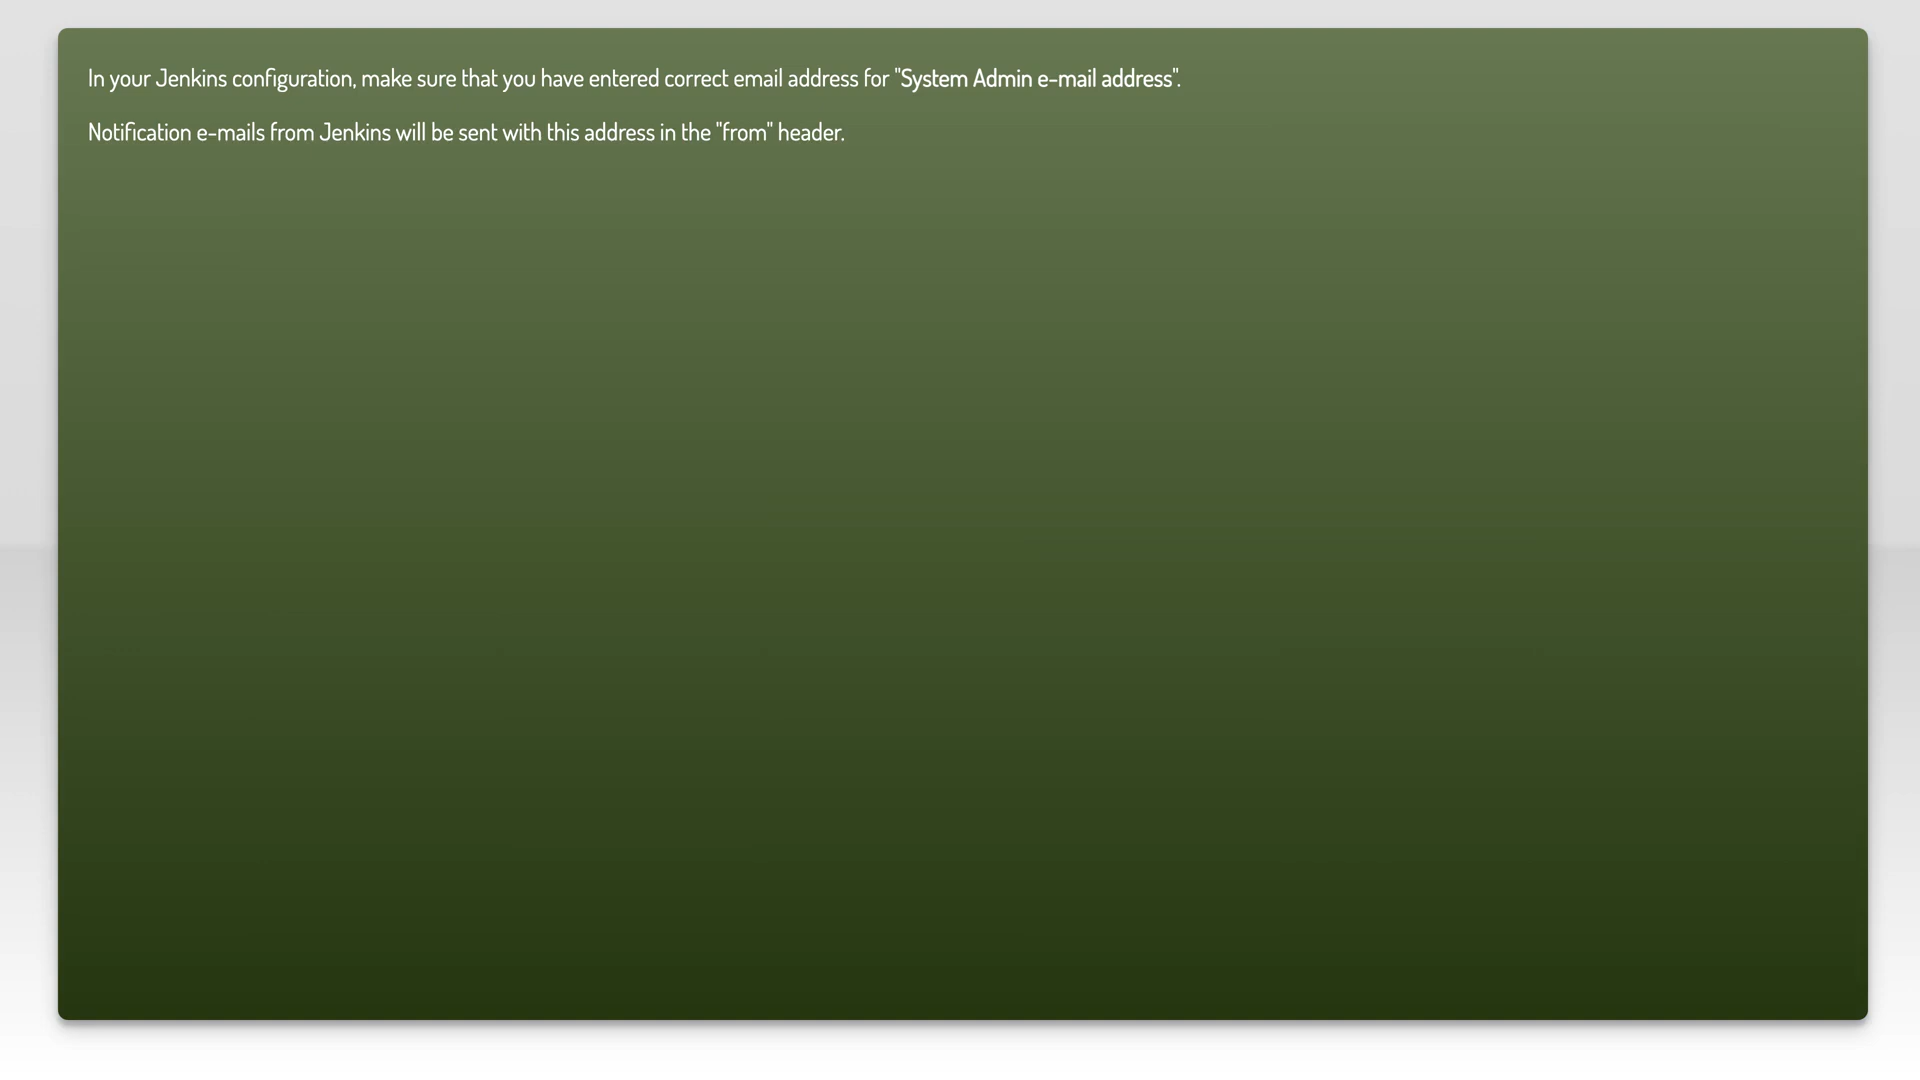 In your Jenkins configuration, make sure that you have entered correct email address for "System Admin e-mail address".
Notification e-mails from Jenkins will be sent with this address in the "from" header.